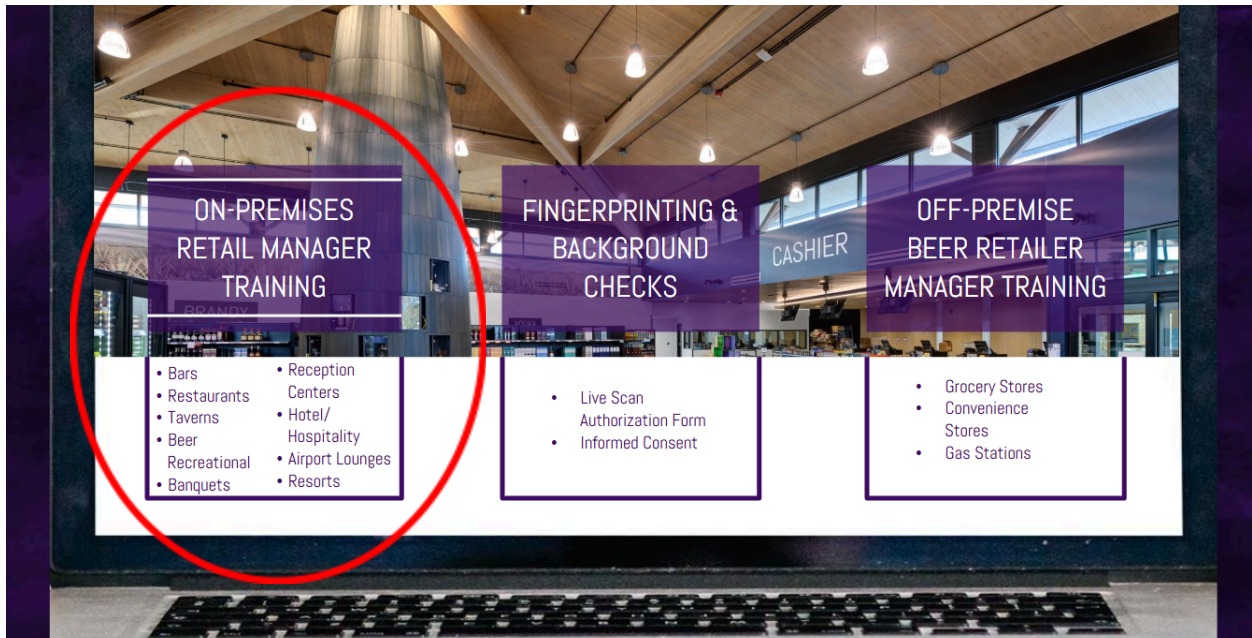 ON-PREMISES
RETAIL MANAGER
TRAINING
FINGERPRINTING &
BACKGROUND
CHECKS
OFF-PREMISE
BEER RETAILER
MANAGER TRAINING
CASHIER
BRANDY
VODKA
• Bars
• Restaurants
• Taverns
• Beer
Recreational
• Banquets
• Reception
Centers
• Hotel/
Hospitality
• Airport Lounges
• Resorts
• Live Scan
Authorization Form
• Informed Consent
• Grocery Stores
• Convenience
Stores
• Gas Stations